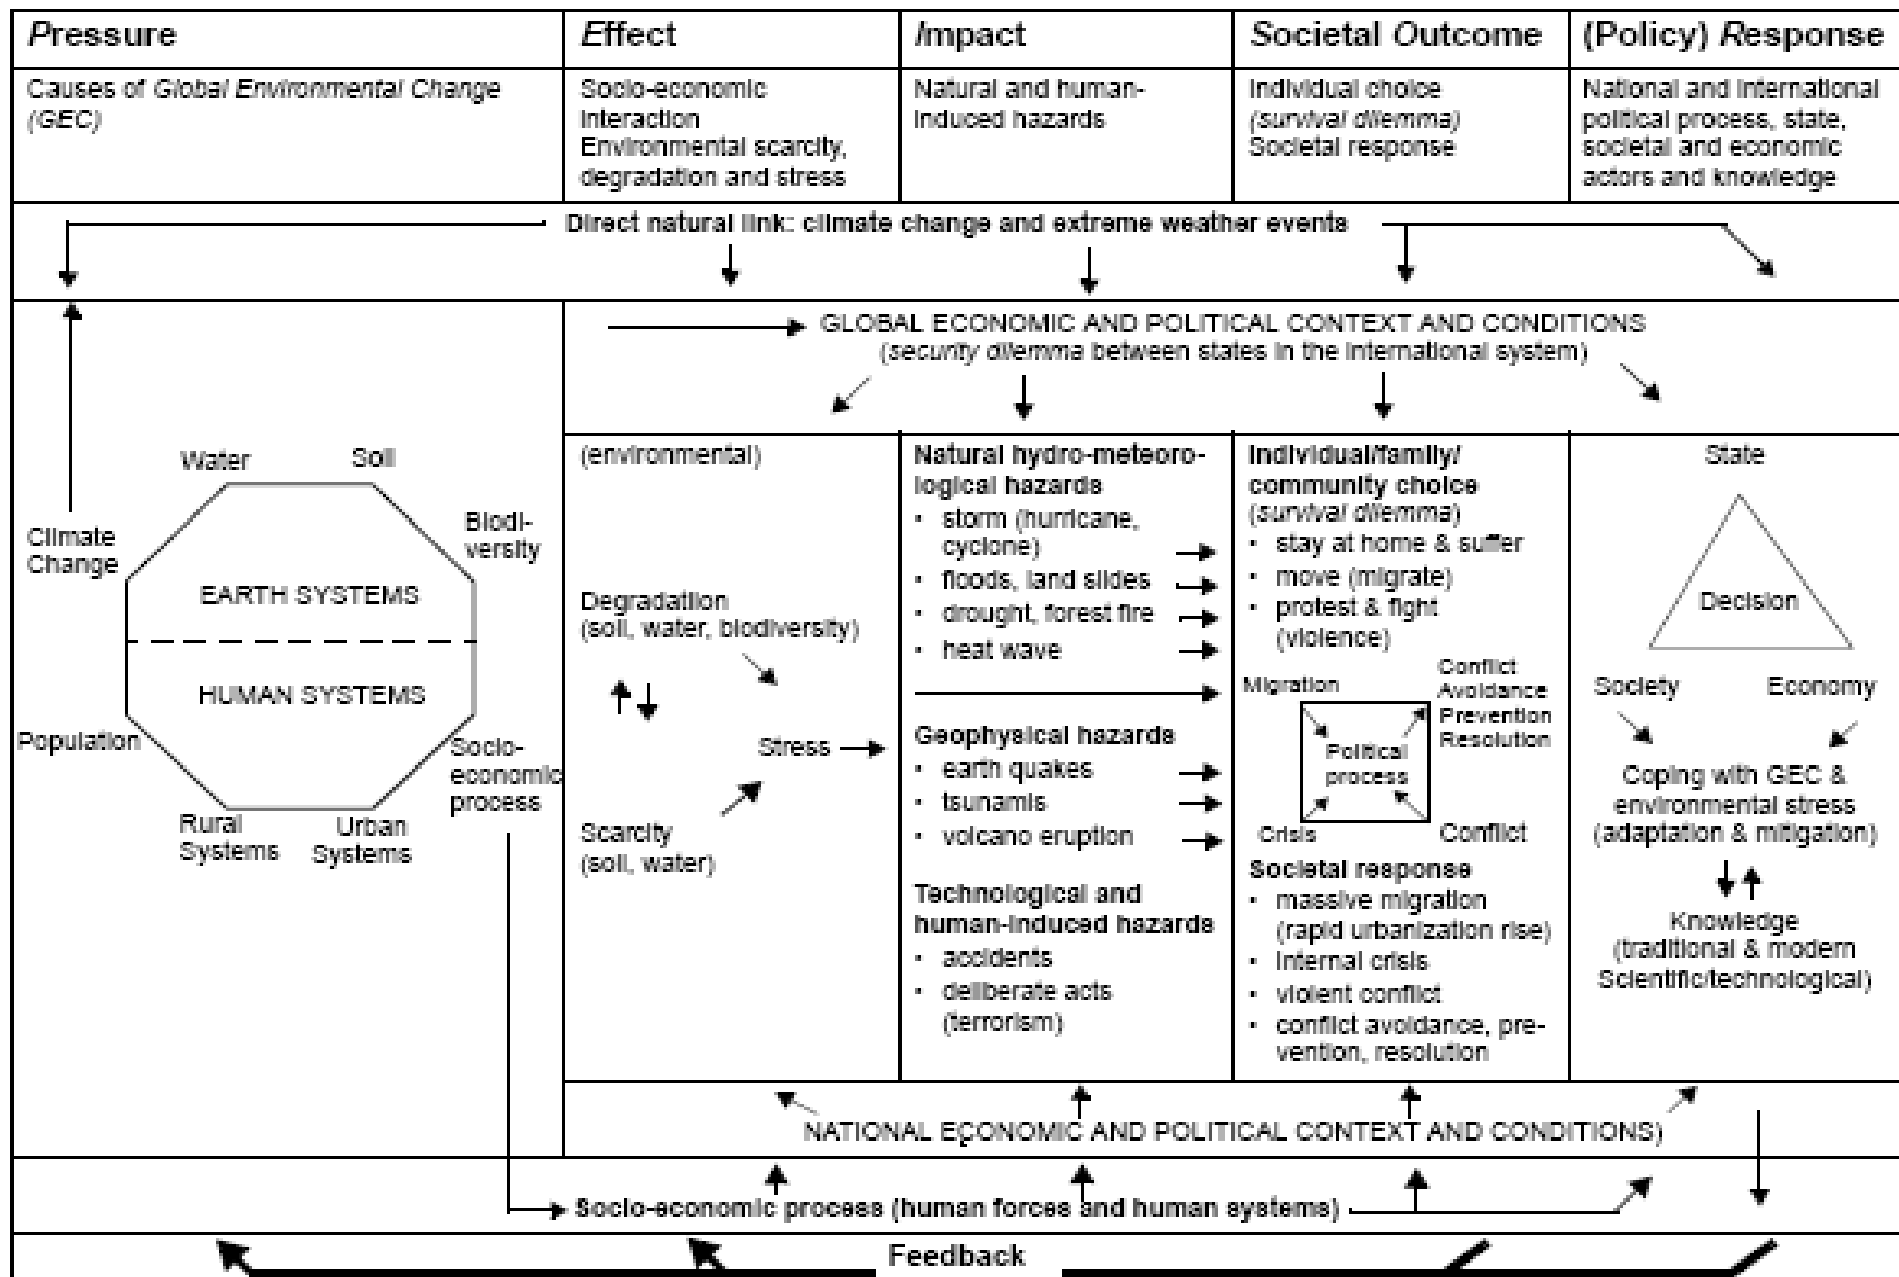 Pressure
Causes of Global Environmental Change
(GEC)
Effect
Socio-economic
Interaction
Environmental scarcity,
degradation and stress
Impact
Natural and human-
Induced hazards
Societal Outcome
Individual choice
(survival dilemma)
Societal response
(Policy) Response
National and International
political process, state,
societal and economic
actors and knowledge
Direct natural link: climate change and extreme weather events
GLOBAL ECONOMIC AND POLITICAL CONTEXT AND CONDITIONS
(security dilemma between states in the international system)
Water
Soil
Climate
Change
Biodi-
versity
EARTH SYSTEMS
HUMAN SYSTEMS
Population
Socio-
economic
process
Rural
Systems
Urban
Systems
(environmental)
Degradatiion
(soil, water, biodiversity)
Stress
Scarcity
(soil, water)
Natural hydro-meteoro-
logical hazards
• storm (hurricane,
cyclone)
• floods, land slides
• drought, forest fire
• heat wave
Geophysical hazards
• earth quakes
• tsunamis
• volcano eruption
Technological and
human-induced hazards
• accidents
• deliberate acts
(terrorism)
Individual/family/
community choice
(survival dilemma)
• stay at home & suffer
• move (migrate)
• protest & fight
(violence)
Migration
Conflict
Avoidance
Prevention
Resolution
Political
process
Crisis
Conflict
Societal response
• massive migration
(rapid urbanization rise)
• internal crisis
• violent conflict
• conflict avoidance, pre-
vention, resolution
State
Decision
Society
Economy
Coping with GEC &
environmental stress
(adaptation & mitigation)
Knowledge
(traditional & modern
Scientific/technological)
NATIONAL ECONOMIC AND POLITICAL CONTEXT AND CONDITIONS)
Socio-economic process (human forces and human systems)
Feedback